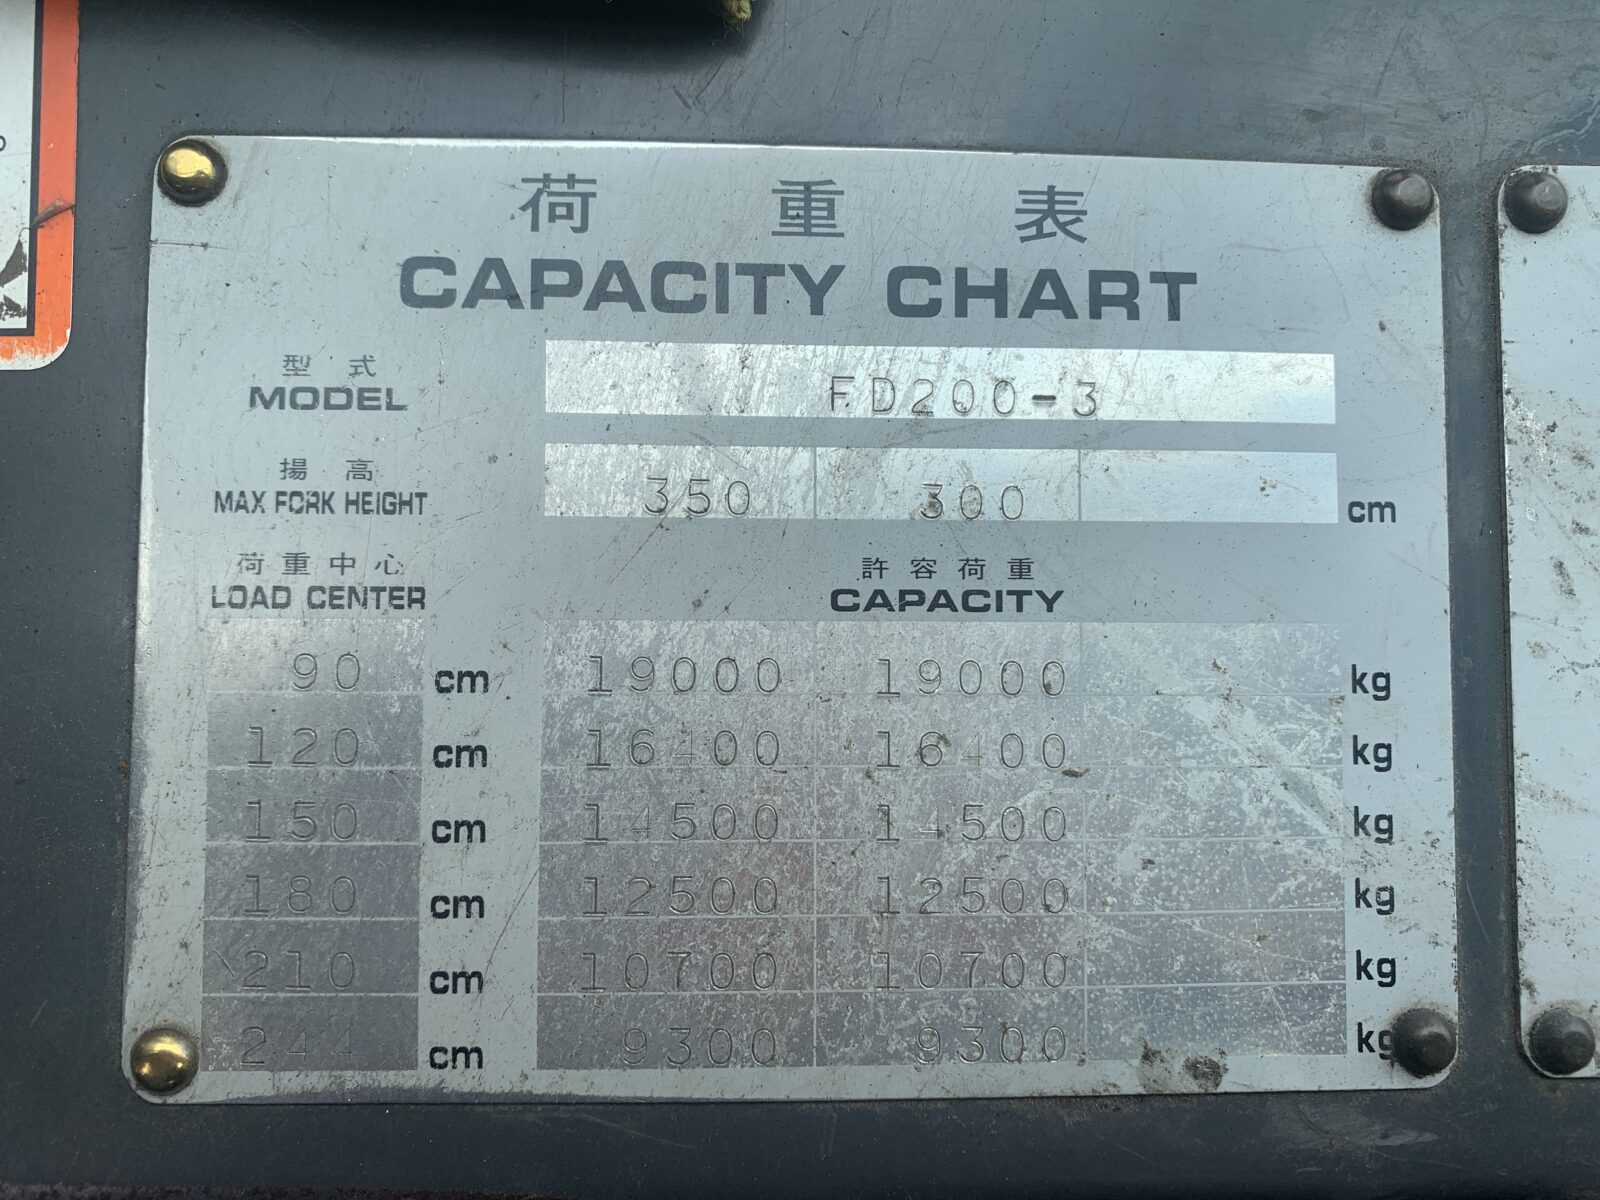 荷重表
CAPACITY CHART
型式
MODEL FD200-3
揚高
MAX FORK HEIGHT 350 300 cm
荷重中心 許容荷重
LOAD CENTER CAPACITY
90 cm 19000 19000 kg
120 cm 16400 16400 kg
150 cm 14500 14500 kg
180 cm 12500 12500 kg
210 cm 10700 10700 kg
244 cm 9300 9300 kg